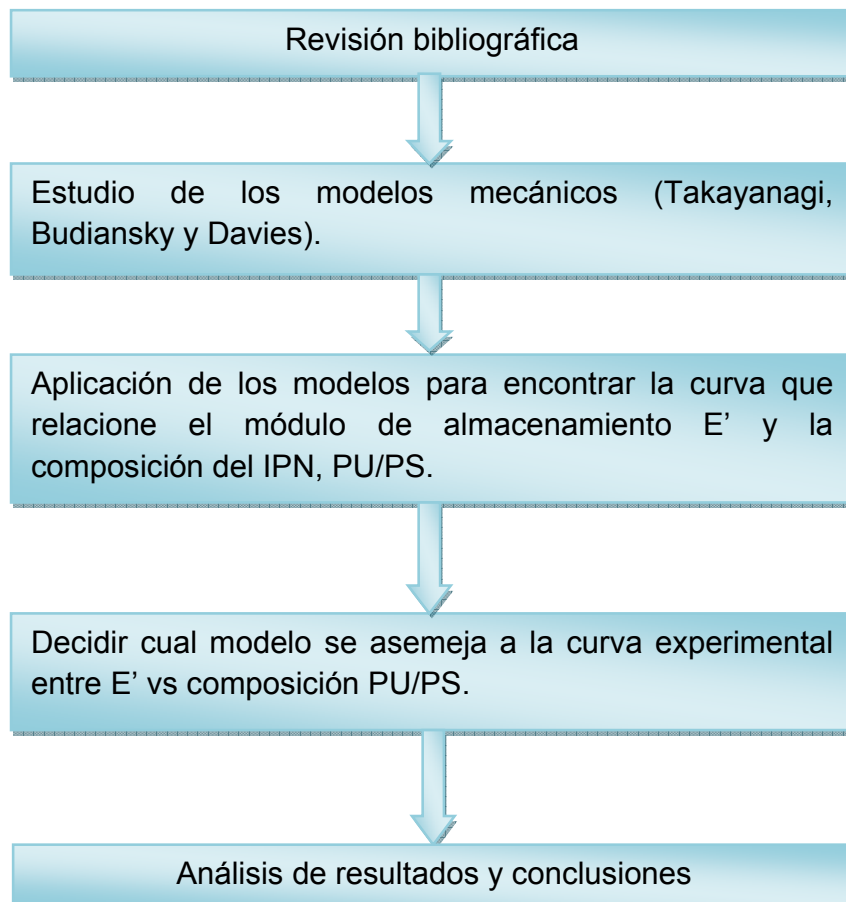 Revisión bibliográfica
Estudio de los modelos mecánicos (Takayanagi,
Budiansky y Davies).
Aplicación de los modelos para encontrar la curva que
relacione el módulo de almacenamiento E’ y la
composición del IPN, PU/PS.
Decidir cual modelo se asemeja a la curva experimental
entre E’ vs composición PU/PS.
Análisis de resultados y conclusiones